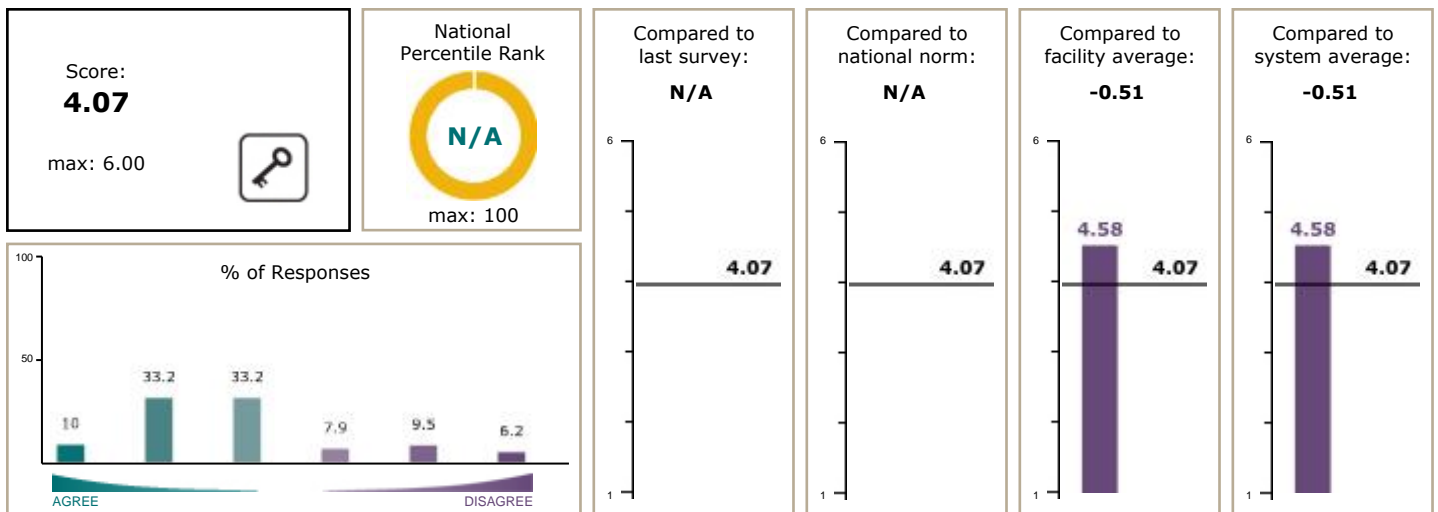 Score:
4.07
max: 6.00
National
Percentile Rank
N/A
max: 100
% of Responses
100
50
10
33.2
33.2
7.9
9.5
6.2
AGREE
DISAGREE
Compared to
last survey:
N/A
6
4.07
1
Compared to
national norm:
N/A
6
4.07
1
Compared to
facility average:
-0.51
6
4.58
4.07
1
Compared to
system average:
-0.51
6
4.58
4.07
1